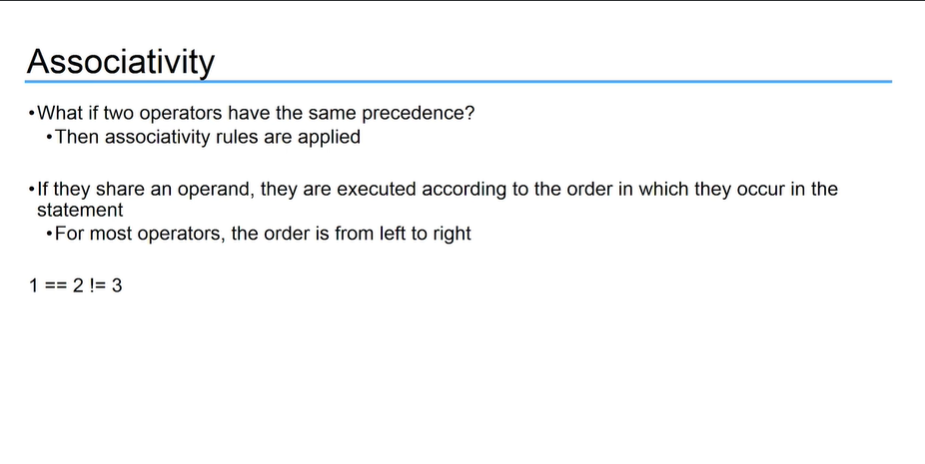 Associativity
•What if two operators have the same precedence?
•Then associativity rules are applied
•If they share an operand, they are executed according to the order in which they occur in the
statement
•For most operators, the order is from left to right
1 == 2 != 3